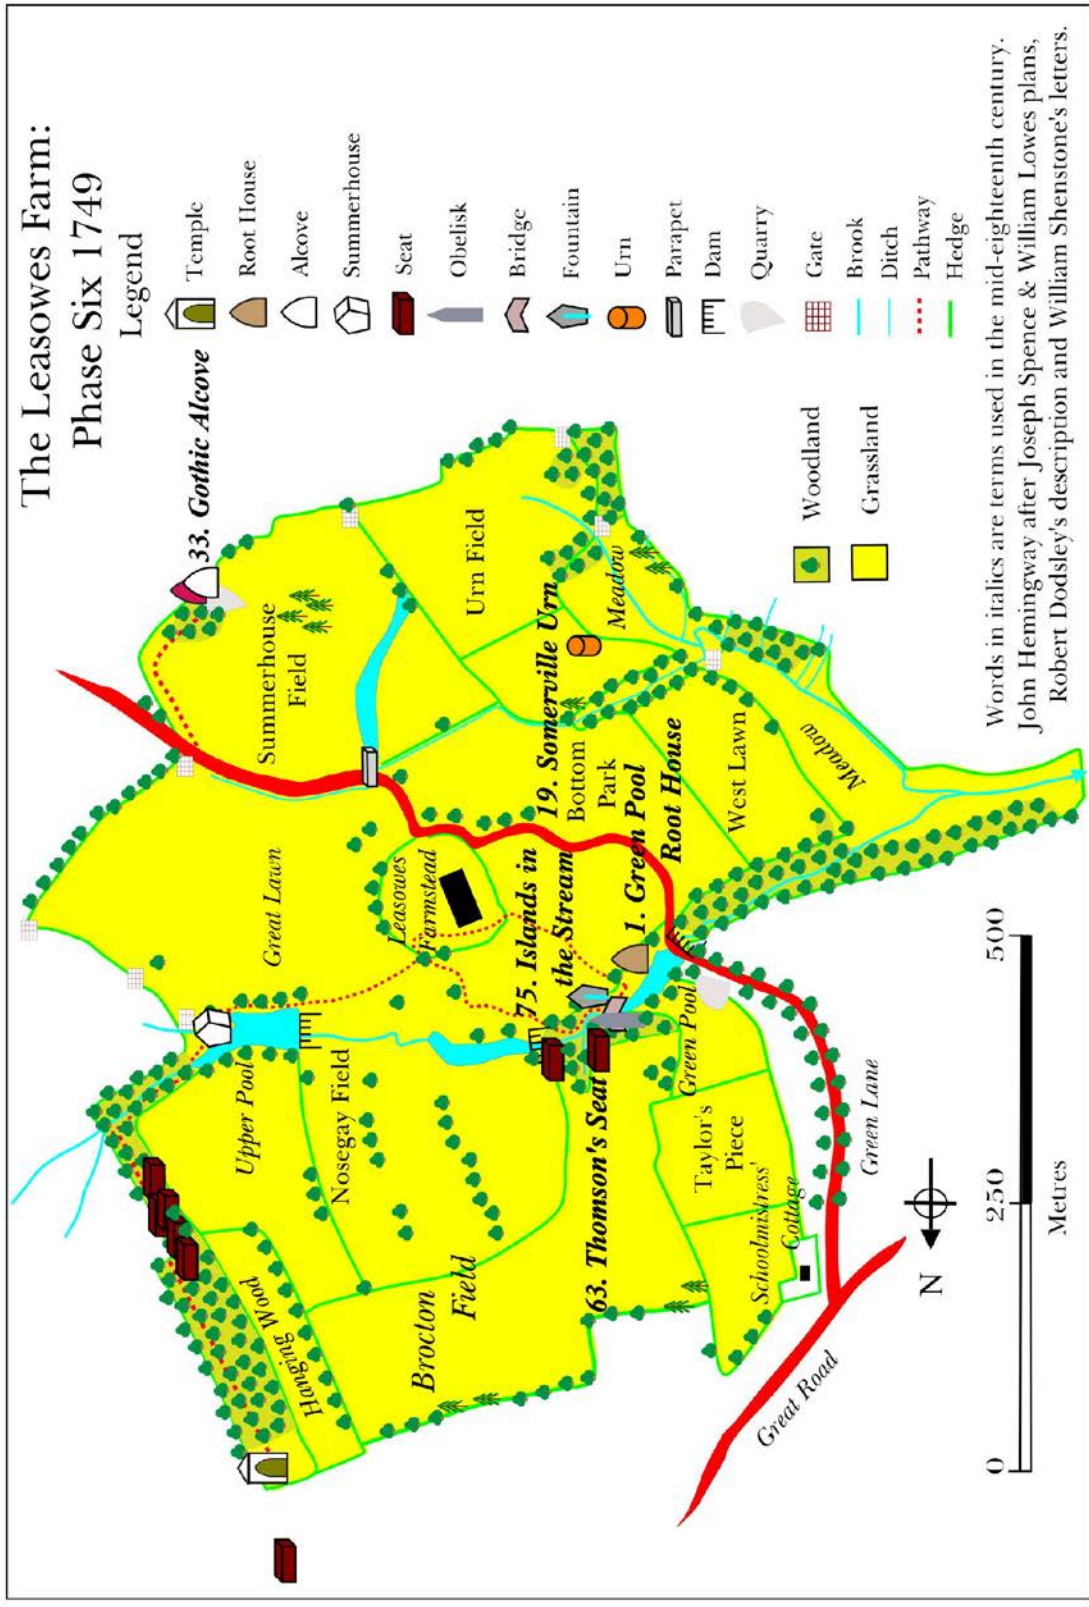 The Leasowes Farm:
Phase Six 1749
Legend
Temple
Root House
Alcove
Summerhouse
Seat
Obelisk
Bridge
Fountain
Urn
Parapet
Dam
Quarry
Gate
Brook
Ditch
Pathway
Hedge
Woodland
Grassland
33. Gothic Alcove
Summerhouse
Field
Urn Field
Meadow
19. Somerville Urn
Bottom
Park
1. Green Pool
Root House
West Lawn
Meadow
Great Lawn
Leasowes
Farmstead
75. Islands in
the Stream
Upper Pool
Nosegay Field
Green Pool
63. Thomson's Seat
Taylor's
Piece
Schoolmistress'
Cottage
Green Lane
Hanging Wood
Brocton
Field
Great Road
N
0
250
500
Metres
Words in italics are terms used in the mid-eighteenth century.
John Hemingway after Joseph Spence & William Lowes plans,
Robert Dodsley's description and William Shenstone's letters.